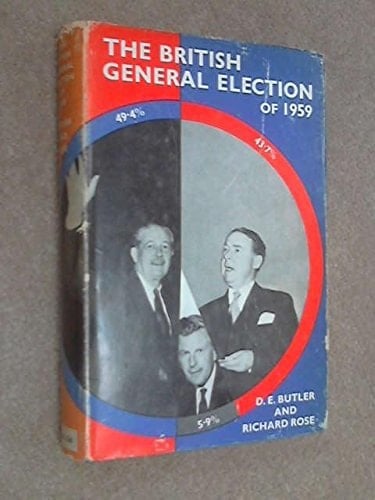 THE BRITISH
GENERAL ELECTION
OF 1959
49·4%
43·7%
5·9%
D. E. BUTLER
AND
RICHARD ROSE